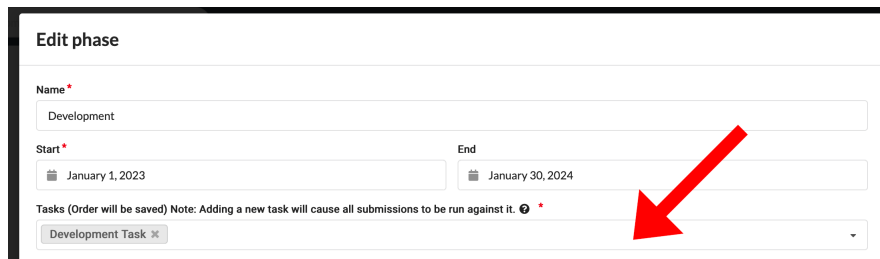 Edit phase
Name *
Development
Start * End
January 1, 2023 January 30, 2024
Tasks (Order will be saved) Note: Adding a new task will cause all submissions to be run against it. ? *
Development Task ×